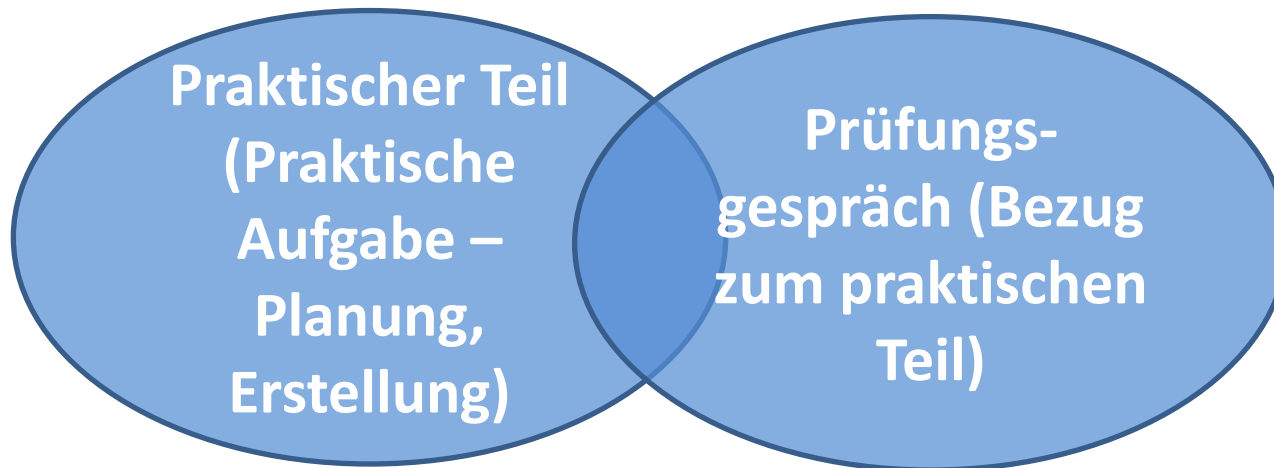 Praktischer Teil
(Praktische
Aufgabe –
Planung,
Erstellung)
Prüfungs-
gespräch (Bezug
zum praktischen
Teil)